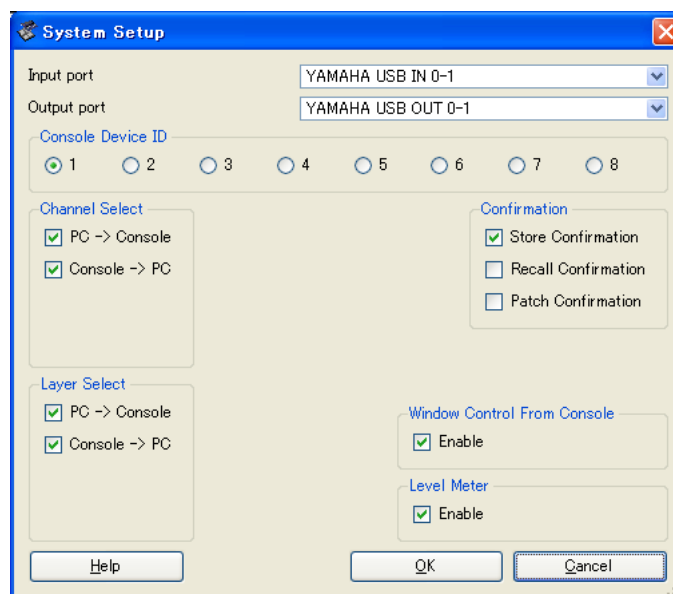 System Setup
Input port
YAMAHA USB IN 0-1
Output port
YAMAHA USB OUT 0-1
Console Device ID
1 2 3 4 5 6 7 8
Channel Select
PC -> Console
Console -> PC
Confirmation
Store Confirmation
Recall Confirmation
Patch Confirmation
Layer Select
PC -> Console
Console -> PC
Window Control From Console
Enable
Level Meter
Enable
Help
OK
Cancel